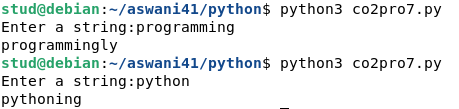 stud@debian:~/aswani41/python$ python3 co2pro7.py
Enter a string:programming
programmingly
stud@debian:~/aswani41/python$ python3 co2pro7.py
Enter a string:python
pythoning